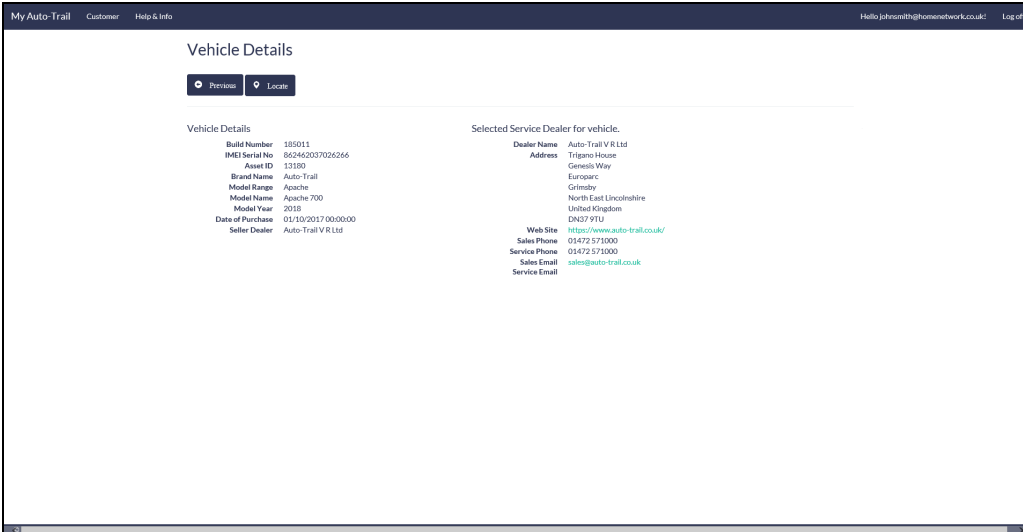 My Auto-Trail Customer Help & Info Hello johnsmith@homenetwork.co.uk! Log of
Vehicle Details
Previous Locate
Vehicle Details
Build Number 185011
IMEI Serial No 862462037026266
Asset ID 13180
Brand Name Auto-Trail
Model Range Apache
Model Name Apache 700
Model Year 2018
Date of Purchase 01/10/2017 00:00:00
Seller Dealer Auto-Trail V R Ltd
Selected Service Dealer for vehicle.
Dealer Name Auto-Trail V R Ltd
Address Trigano House
Genesis Way
Europarc
Grimsby
North East Lincolnshire
United Kingdom
DN37 9TU
Web Site https://www.auto-trail.co.uk/
Sales Phone 01472 571000
Service Phone 01472 571000
Sales Email sales@auto-trail.co.uk
Service Email